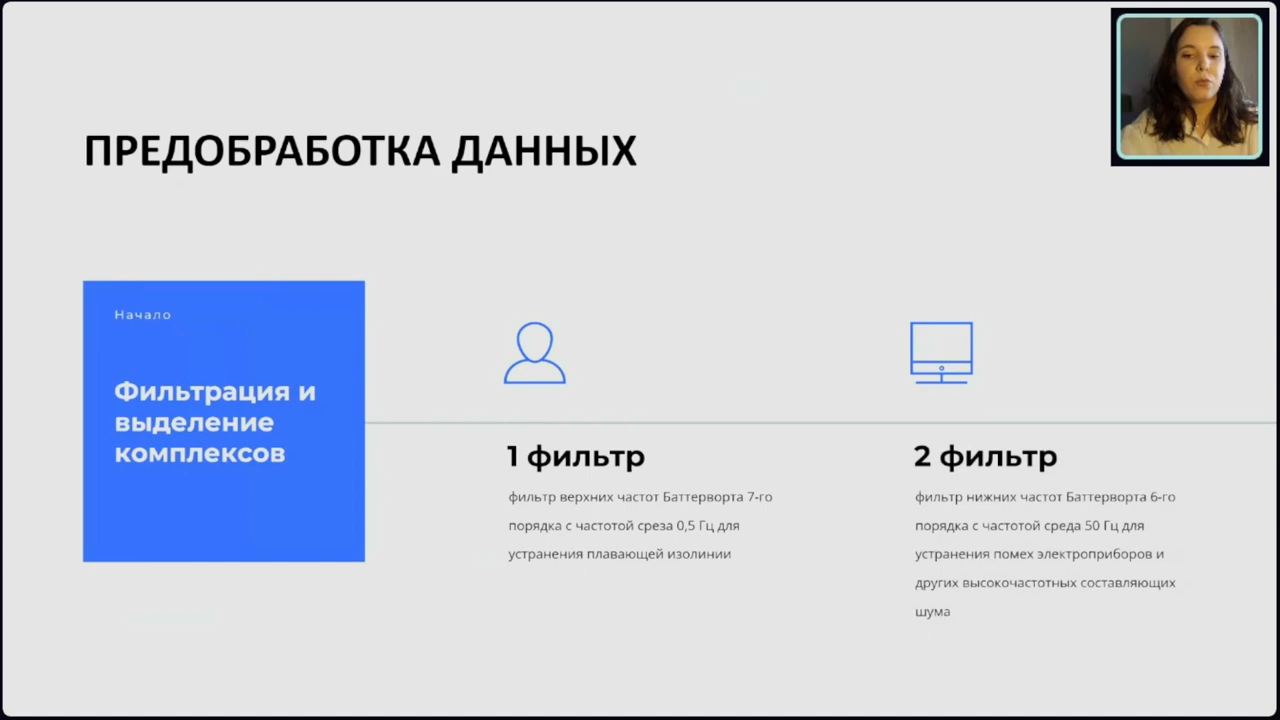 ПРЕДОБРАБОТКА ДАННЫХ
Начало
Фильтрация и
выделение
комплексов
1 фильтр
фильтр верхних частот Баттерворта 7-го
порядка с частотой среза 0,5 Гц для
устранения плавающей изолинии
2 фильтр
фильтр нижних частот Баттерворта 6-го
порядка с частотой среда 50 Гц для
устранения помех электроприборов и
других высокочастотных составляющих
шума